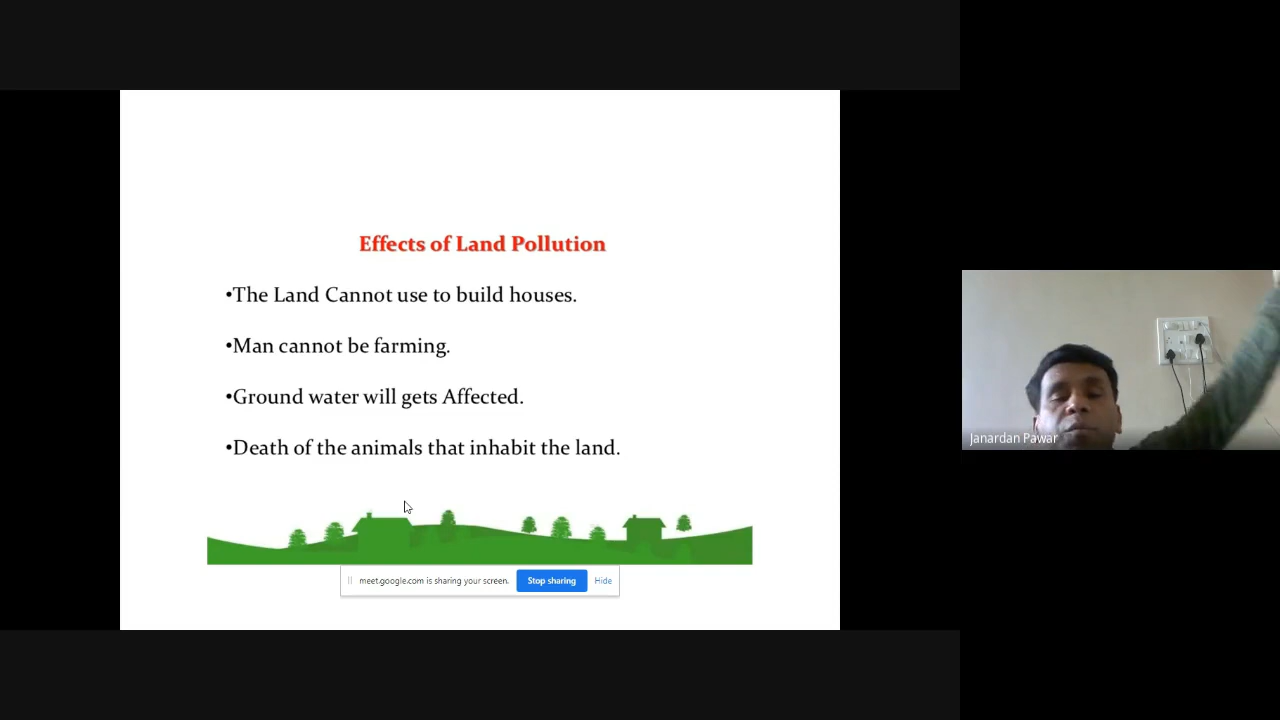 Effects of Land Pollution
•The Land Cannot use to build houses.
•Man cannot be farming.
•Ground water will gets Affected.
•Death of the animals that inhabit the land.
meet.google.com is sharing your screen. Stop sharing Hide
Janardan Pawar